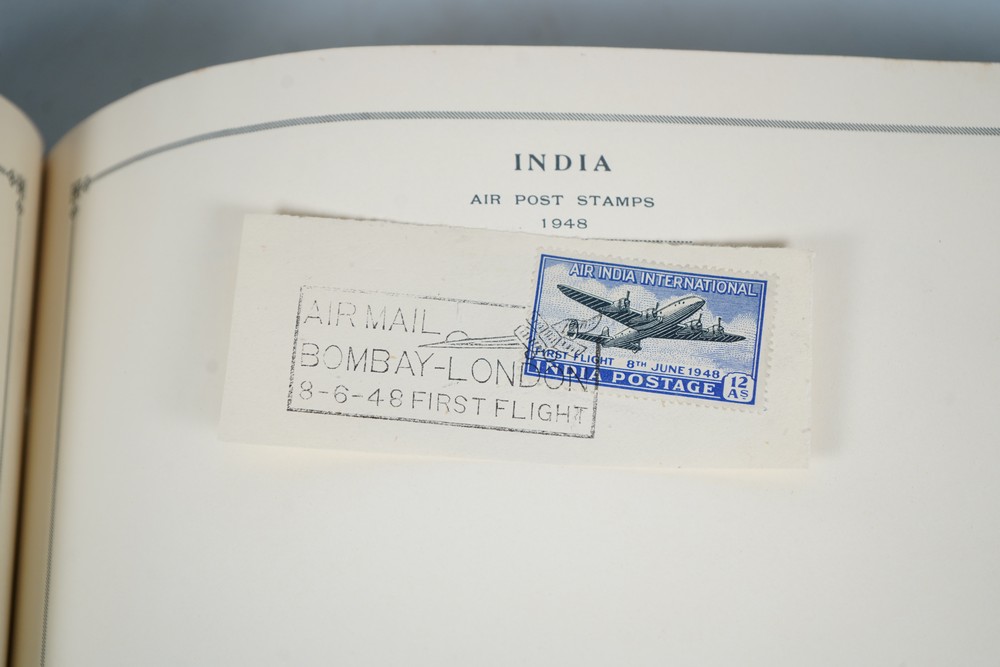 INDIA
AIR POST STAMPS
1948
AIR MAIL
BOMBAY-LONDON
8-6-48 FIRST FLIGHT
AIR INDIA INTERNATIONAL
FIRST FLIGHT 8TH JUNE 1948
INDIA POSTAGE
12
AS